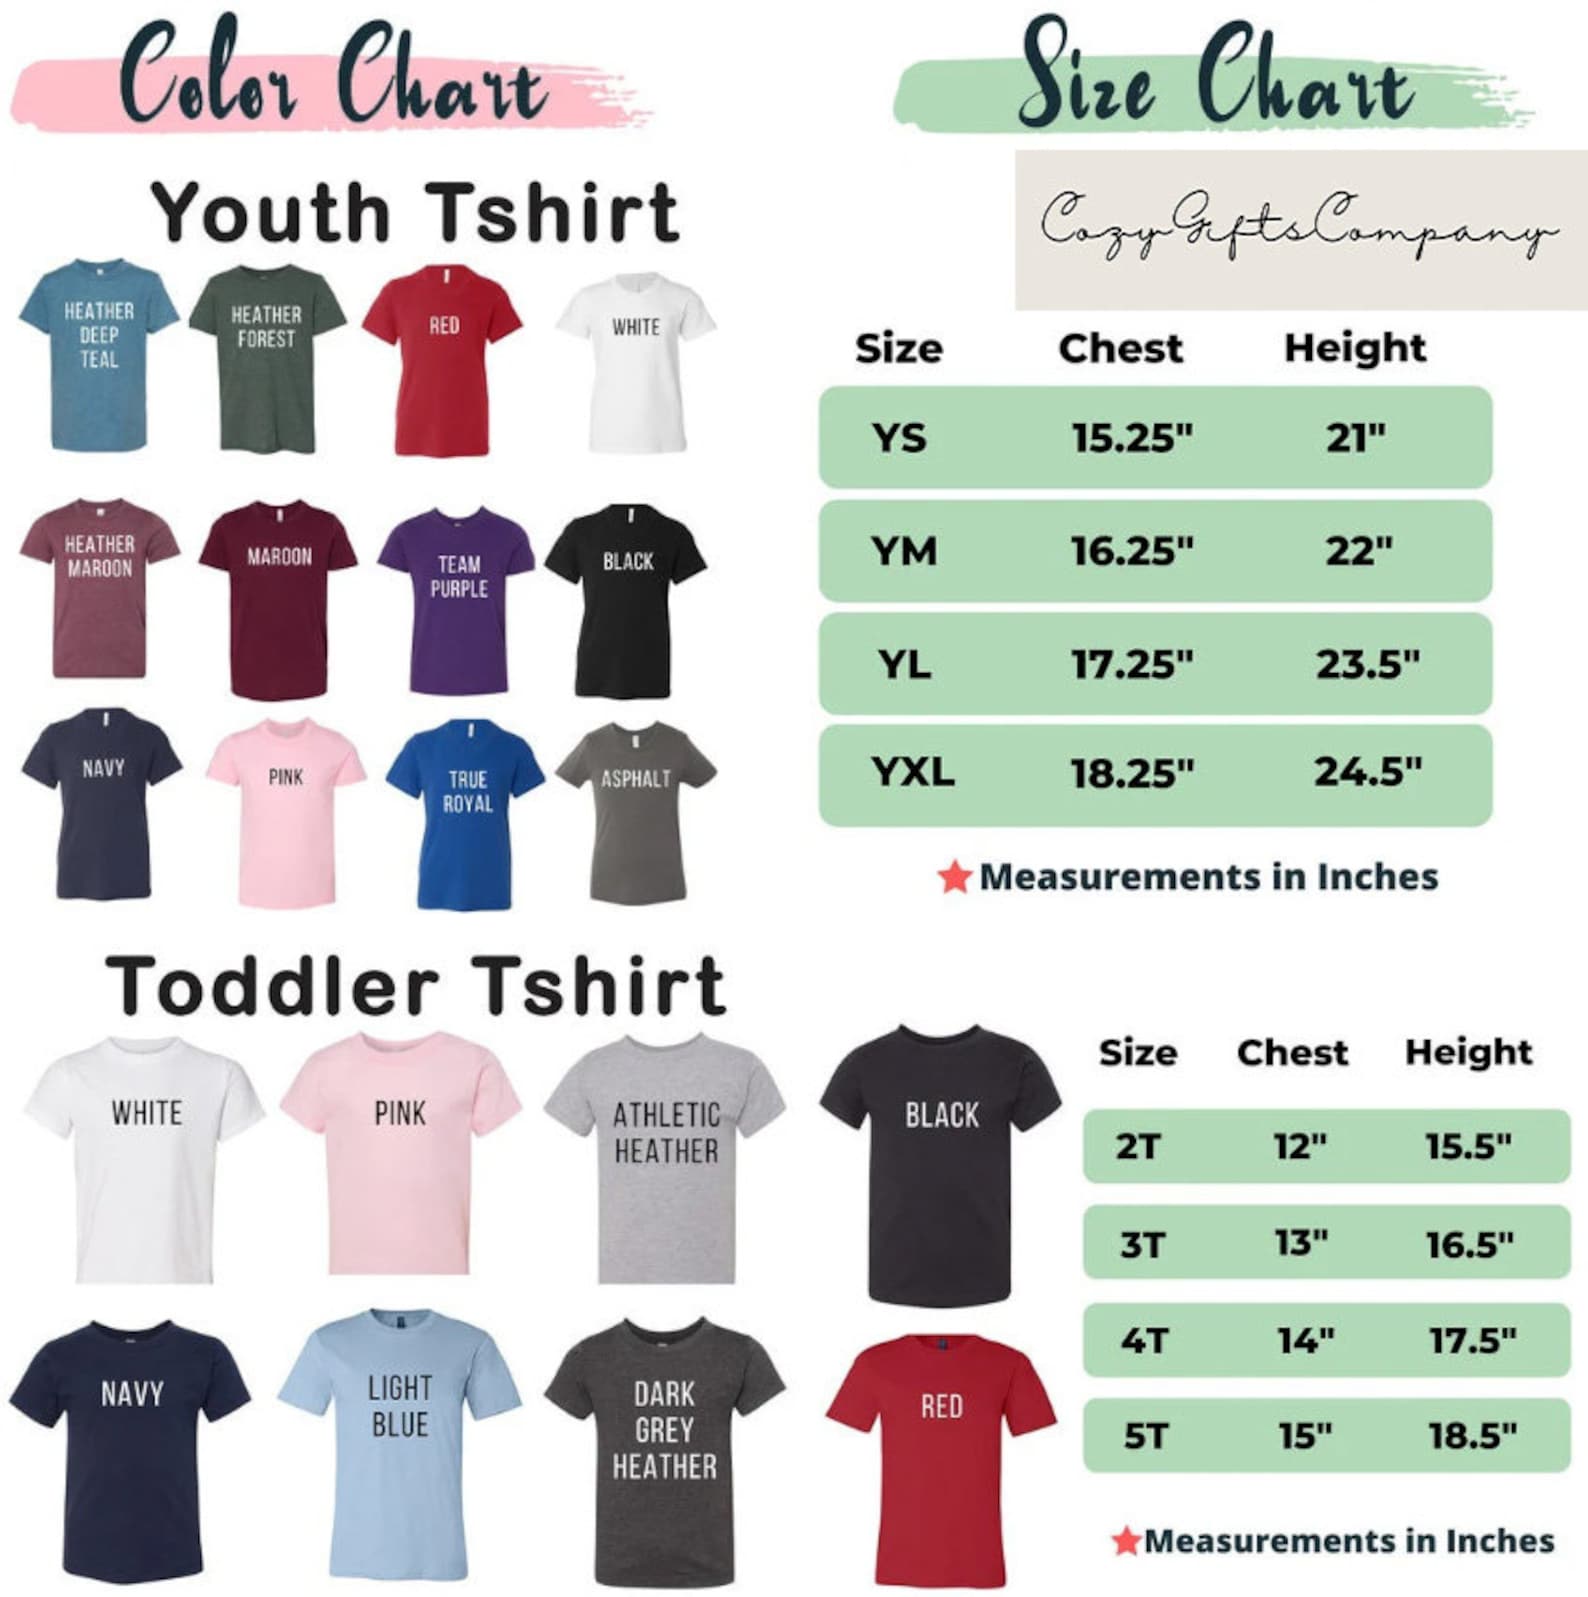 Color Chart
Size Chart
Youth Tshirt
CozyGiftsCompany
HEATHER
DEEP
TEAL
HEATHER
FOREST
RED
WHITE
HEATHER
MAROON
MAROON
TEAM
PURPLE
BLACK
NAVY
PINK
TRUE
ROYAL
ASPHALT
Size Chest Height
YS 15.25" 21"
YM 16.25" 22"
YL 17.25" 23.5"
YXL 18.25" 24.5"
Measurements in Inches
Toddler Tshirt
WHITE
PINK
ATHLETIC
HEATHER
BLACK
NAVY
LIGHT
BLUE
DARK
GREY
HEATHER
RED
Size Chest Height
2T 12" 15.5"
3T 13" 16.5"
4T 14" 17.5"
5T 15" 18.5"
Measurements in Inches